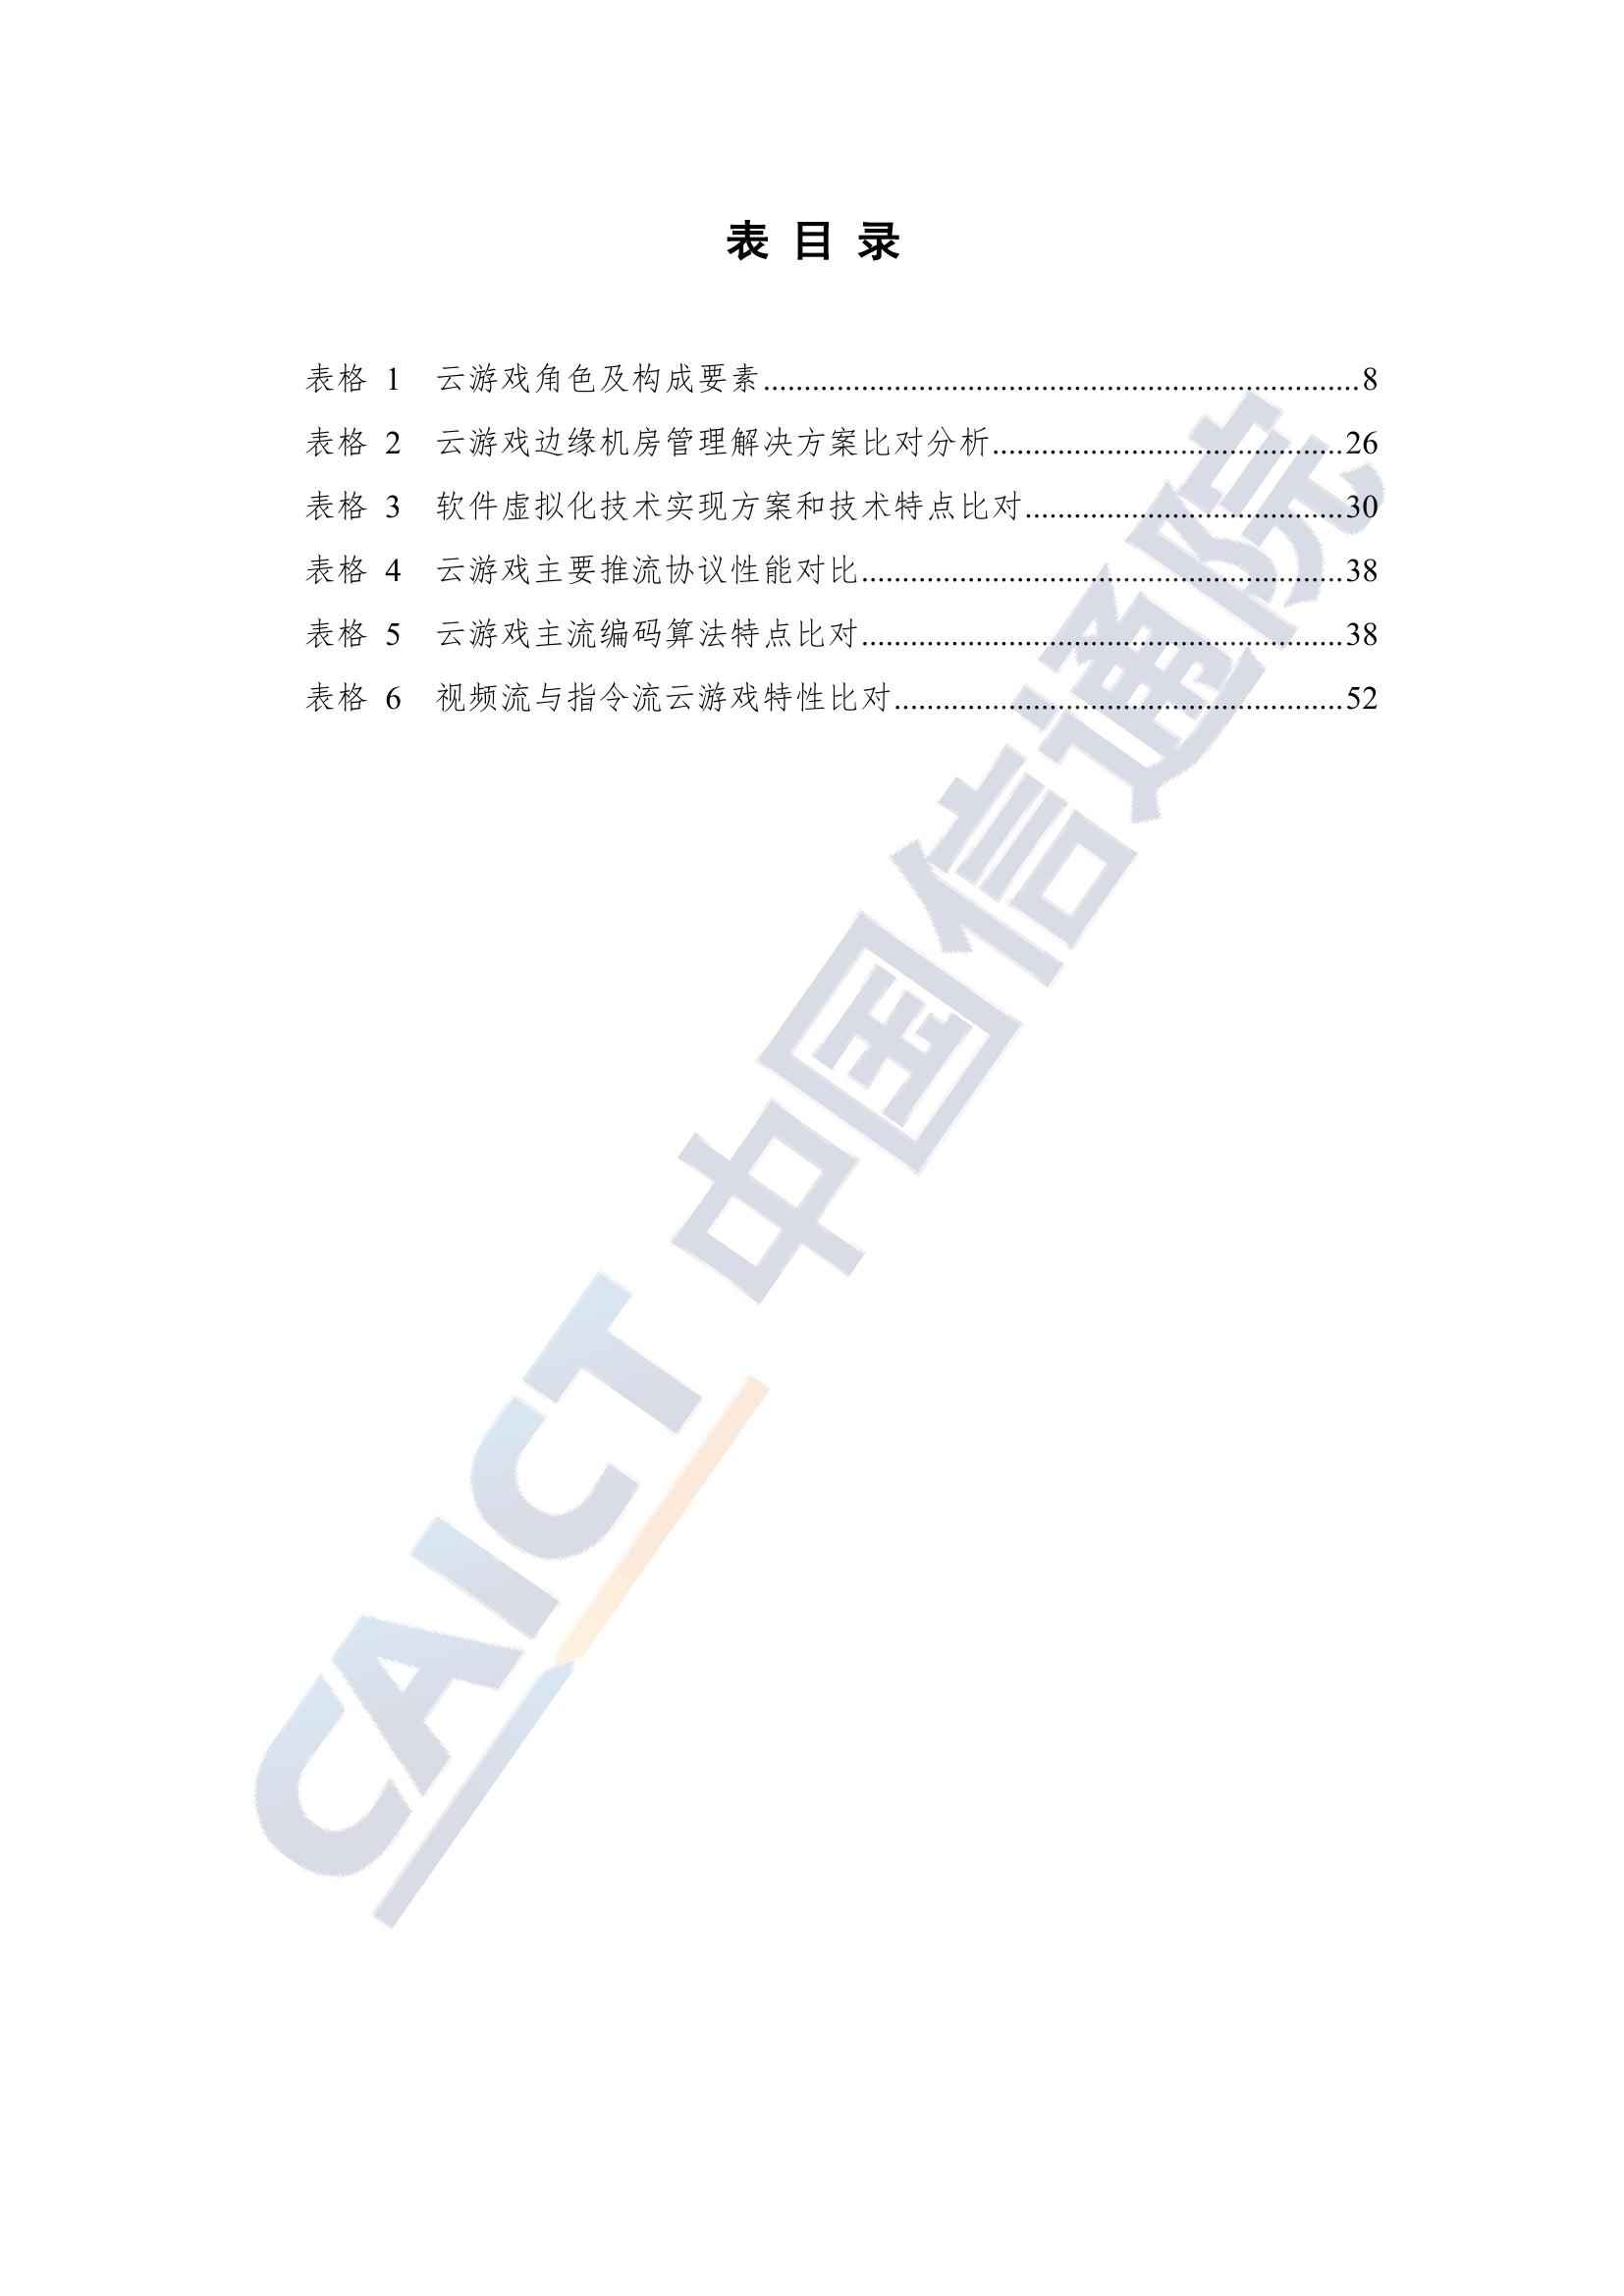 表 目 录
表格 1 云游戏角色及构成要素........................................................................8
表格 2 云游戏边缘机房管理解决方案比对分析..........................................26
表格 3 软件虚拟化技术实现方案和技术特点比对......................................30
表格 4 云游戏主要推流协议性能对比..........................................................38
表格 5 云游戏主流编码算法特点比对..........................................................38
表格 6 视频流与指令流云游戏特性比对......................................................52
CAICT 中国信通院